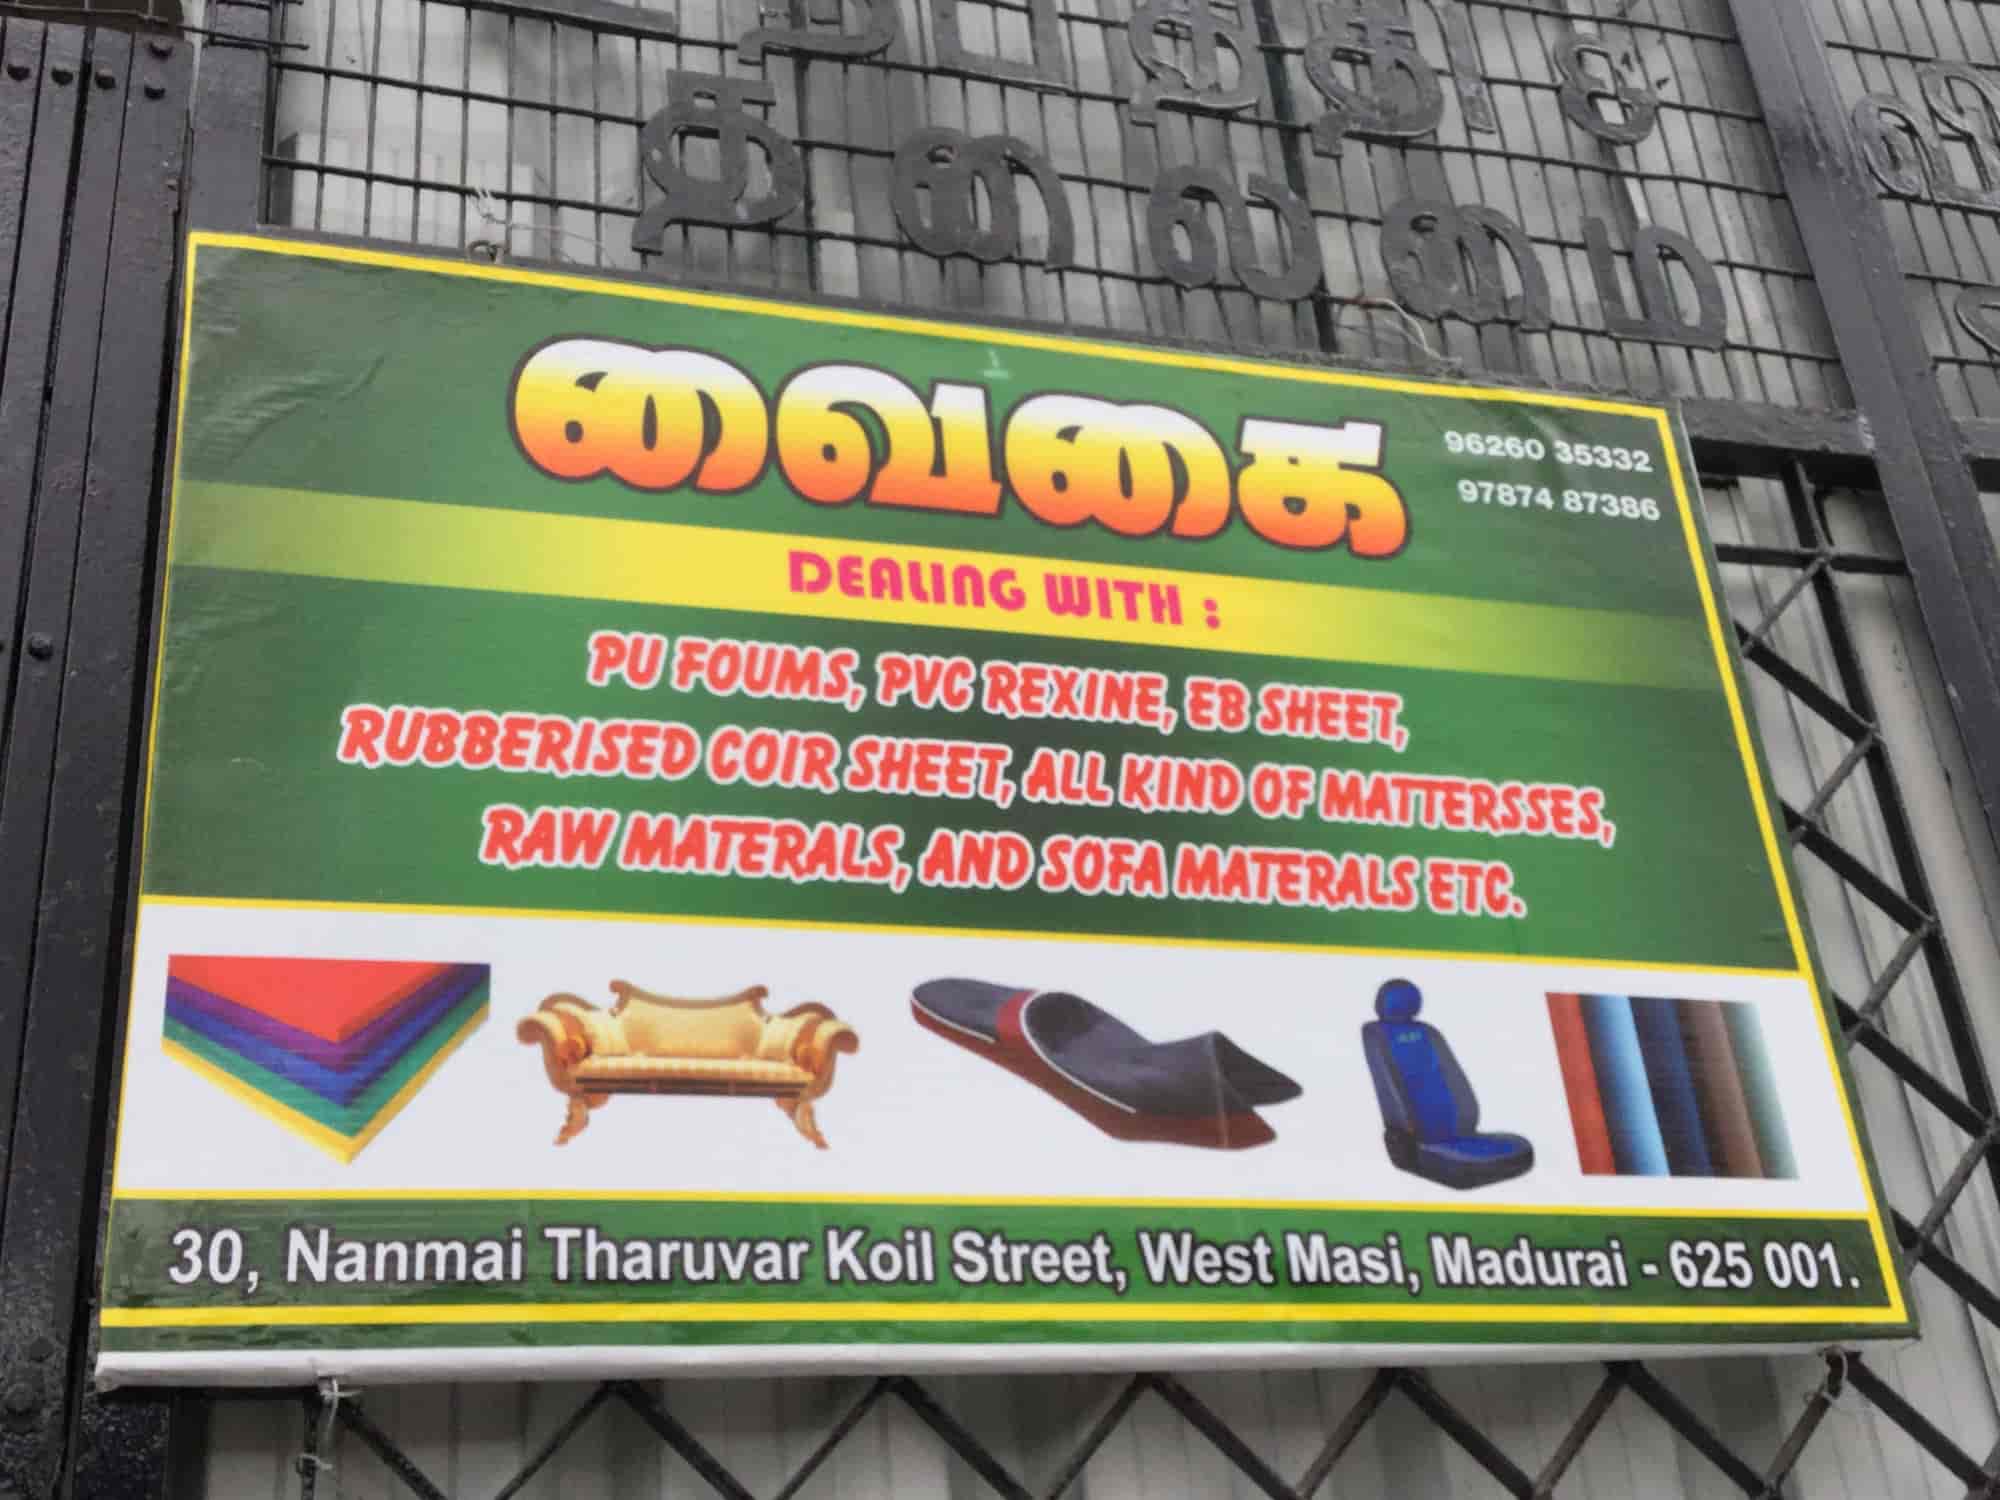 தலைமை
வைகை
96260 35332
97874 87386
DEALING WITH :
PU FOUMS, PVC REXINE, EB SHEET,
RUBBERISED COIR SHEET, ALL KIND OF MATTERSSES,
RAW MATERALS, AND SOFA MATERALS ETC.
30, Nanmai Tharuvar Koil Street, West Masi, Madurai - 625 001.